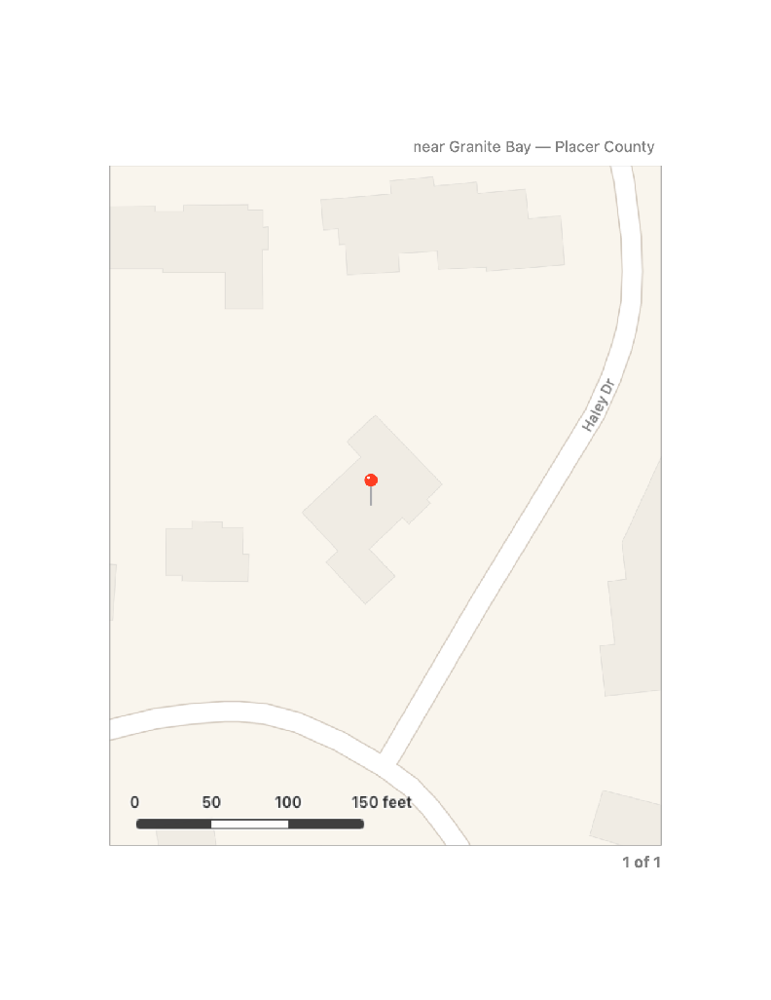 near Granite Bay — Placer County
Haley Dr
0 50 100 150 feet
1 of 1